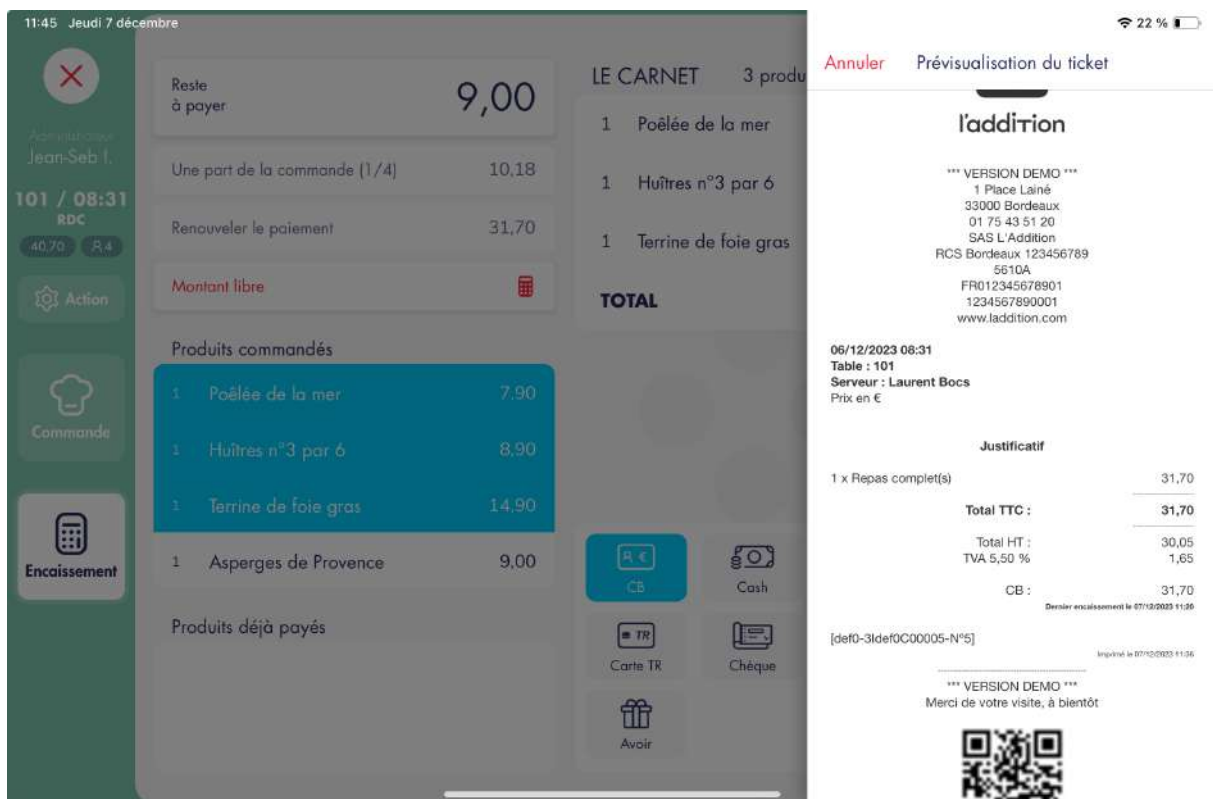 11:45 Jeudi 7 décembre
22 %
Administrateur
Jean-Seb f.
101 / 08:31
RDC
40,70 4
Action
Commande
Encaissement
Reste
à payer
9,00
Une part de la commande (1/4) 10,18
Renouveler le paiement 31,70
Montant libre
Produits commandés
1 Poêlée de la mer 7,90
1 Huîtres n°3 par 6 8,90
1 Terrine de foie gras 14,90
1 Asperges de Provence 9,00
Produits déjà payés
LE CARNET 3 produ
1 Poêlée de la mer
1 Huîtres n°3 par 6
1 Terrine de foie gras
TOTAL
CB
Cash
TR
Carte TR
Chèque
Avoir
Annuler Prévisualisation du ticket
l'addition
*** VERSION DEMO ***
1 Place Lainé
33000 Bordeaux
01 75 43 51 20
SAS L'Addition
RCS Bordeaux 123456789
5610A
FR012345678901
1234567890001
www.laddition.com
06/12/2023 08:31
Table : 101
Serveur : Laurent Bocs
Prix en €
Justificatif
1 x Repas complet(s) 31,70
Total TTC : 31,70
Total HT : 30,05
TVA 5,50 % 1,65
CB : 31,70
Dernier encaissement le 07/12/2023 11:20
[def0-3Idef0C00005-N°5]
Imprimé le 07/12/2023 11:36
*** VERSION DEMO ***
Merci de votre visite, à bientôt